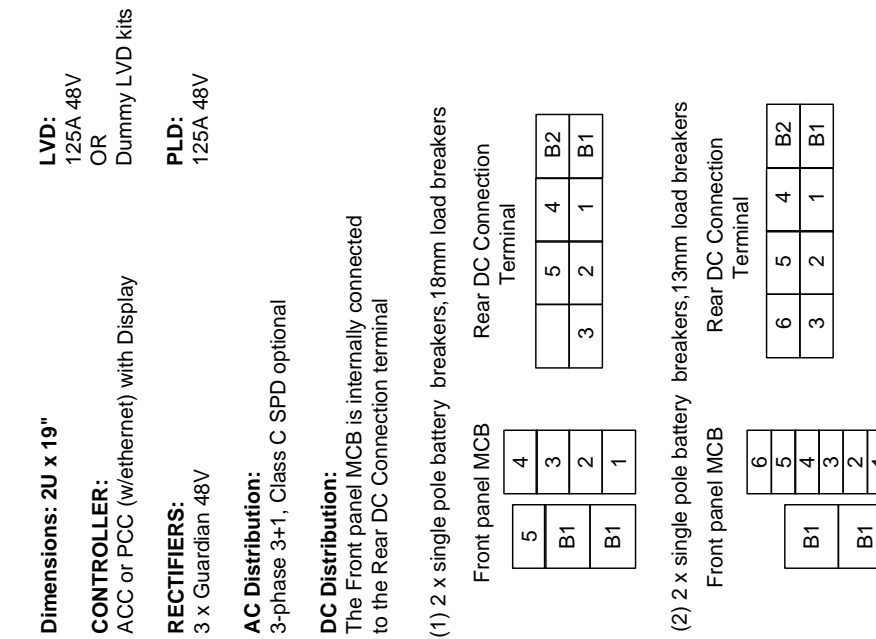 Dimensions: 2U x 19"
CONTROLLER:
ACC or PCC (w/ethernet) with Display
RECTIFIERS:
3 x Guardian 48V
AC Distribution:
3-phase 3+1, Class C SPD optional
DC Distribution:
The Front panel MCB is internally connected
to the Rear DC Connection terminal
LVD:
125A 48V
OR
Dummy LVD kits
PLD:
125A 48V
(1) 2 x single pole battery breakers,18mm load breakers
Front panel MCB
4
5
3
B1
2
B1
1
Rear DC Connection
Terminal
5 4 B2
3 2 1 B1
(2) 2 x single pole battery breakers,13mm load breakers
Front panel MCB
6
5
4
B1
3
2
B1
1
Rear DC Connection
Terminal
6 5 4 B2
3 2 1 B1